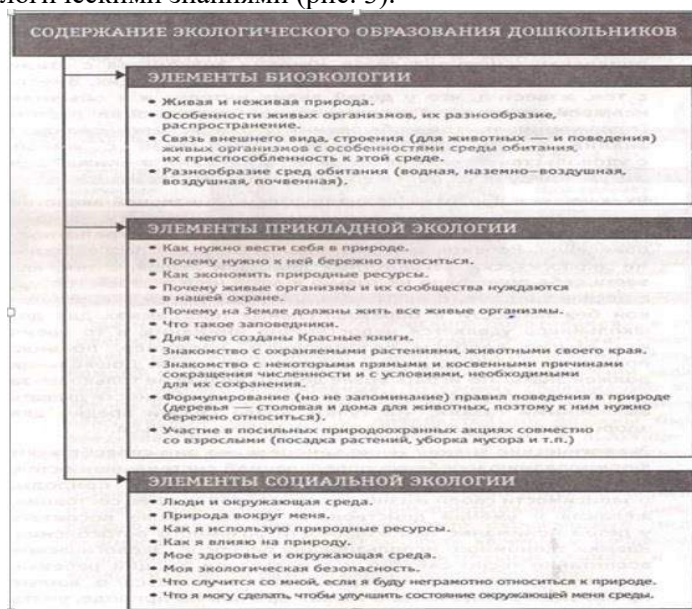 логическими знаниями (рис. 3).
СОДЕРЖАНИЕ ЭКОЛОГИЧЕСКОГО ОБРАЗОВАНИЯ ДОШКОЛЬНИКОВ
ЭЛЕМЕНТЫ БИОЭКОЛОГИИ
• Живая и неживая природа.
• Особенности живых организмов, их разнообразие,
распространение.
• Связь внешнего вида, строения (для животных — и поведения)
живых организмов с особенностями среды обитания,
их приспособленность к этой среде.
• Разнообразие сред обитания (водная, наземно-воздушная,
воздушная, почвенная).
ЭЛЕМЕНТЫ ПРИКЛАДНОЙ ЭКОЛОГИИ
• Как нужно вести себя в природе.
• Почему нужно к ней бережно относиться.
• Как экономить природные ресурсы.
• Почему живые организмы и их сообщества нуждаются
в нашей охране.
• Почему на Земле должны жить все живые организмы.
• Что такое заповедники.
• Для чего созданы Красные книги.
• Знакомство с охраняемыми растениями, животными своего края.
• Знакомство с некоторыми прямыми и косвенными причинами
сокращения численности и с условиями, необходимыми
для их сохранения.
• Формулирование (но не запоминание) правил поведения в природе
(деревья — столовая и дома для животных, поэтому к ним нужно
бережно относиться).
• Участие в посильных природоохранных акциях совместно
со взрослыми (посадка растений, уборка мусора и т.п.)
ЭЛЕМЕНТЫ СОЦИАЛЬНОЙ ЭКОЛОГИИ
• Люди и окружающая среда.
• Природа вокруг меня.
• Как я использую природные ресурсы.
• Как я влияю на природу.
• Мое здоровье и окружающая среда.
• Моя экологическая безопасность.
• Что случится со мной, если я буду неграмотно относиться к природе.
• Что я могу сделать, чтобы улучшить состояние окружающей меня среды.